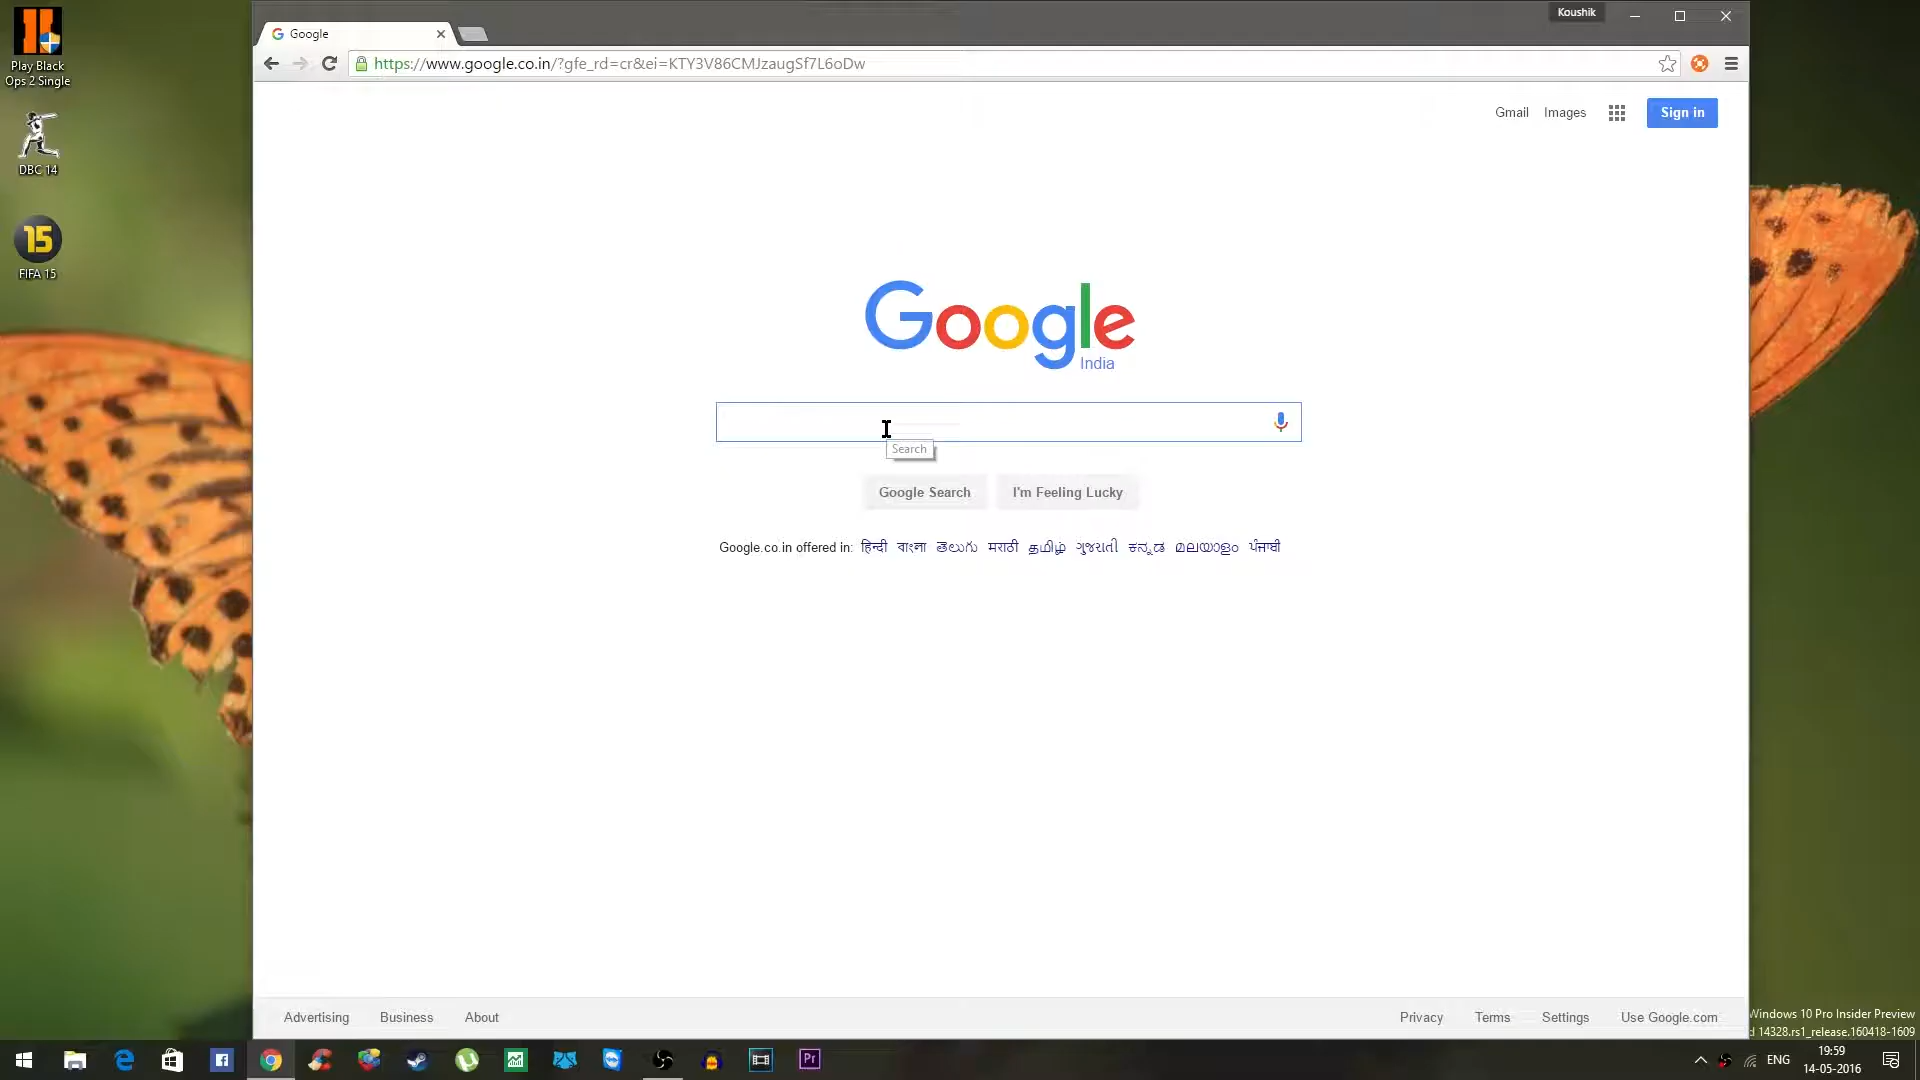 Play Black
Ops 2 Single
DBC 14
15
FIFA 15
Koushik
Google
https://www.google.co.in/?gfe_rd=cr&ei=KTY3V86CMJzaugSf7L6oDw
Gmail Images Sign in
Google
India
Search
Google Search I'm Feeling Lucky
Google.co.in offered in: हिन्दी বাংলা తెలుగు मराठी தமிழ் ગુજરાતી ಕನ್ನಡ മലയാളം ਪੰਜਾਬੀ
Advertising Business About Privacy Terms Settings Use Google.com
Windows 10 Pro Insider Preview
14328.rs1_release.160418-1609
Pr
ENG
19:59
14-05-2016